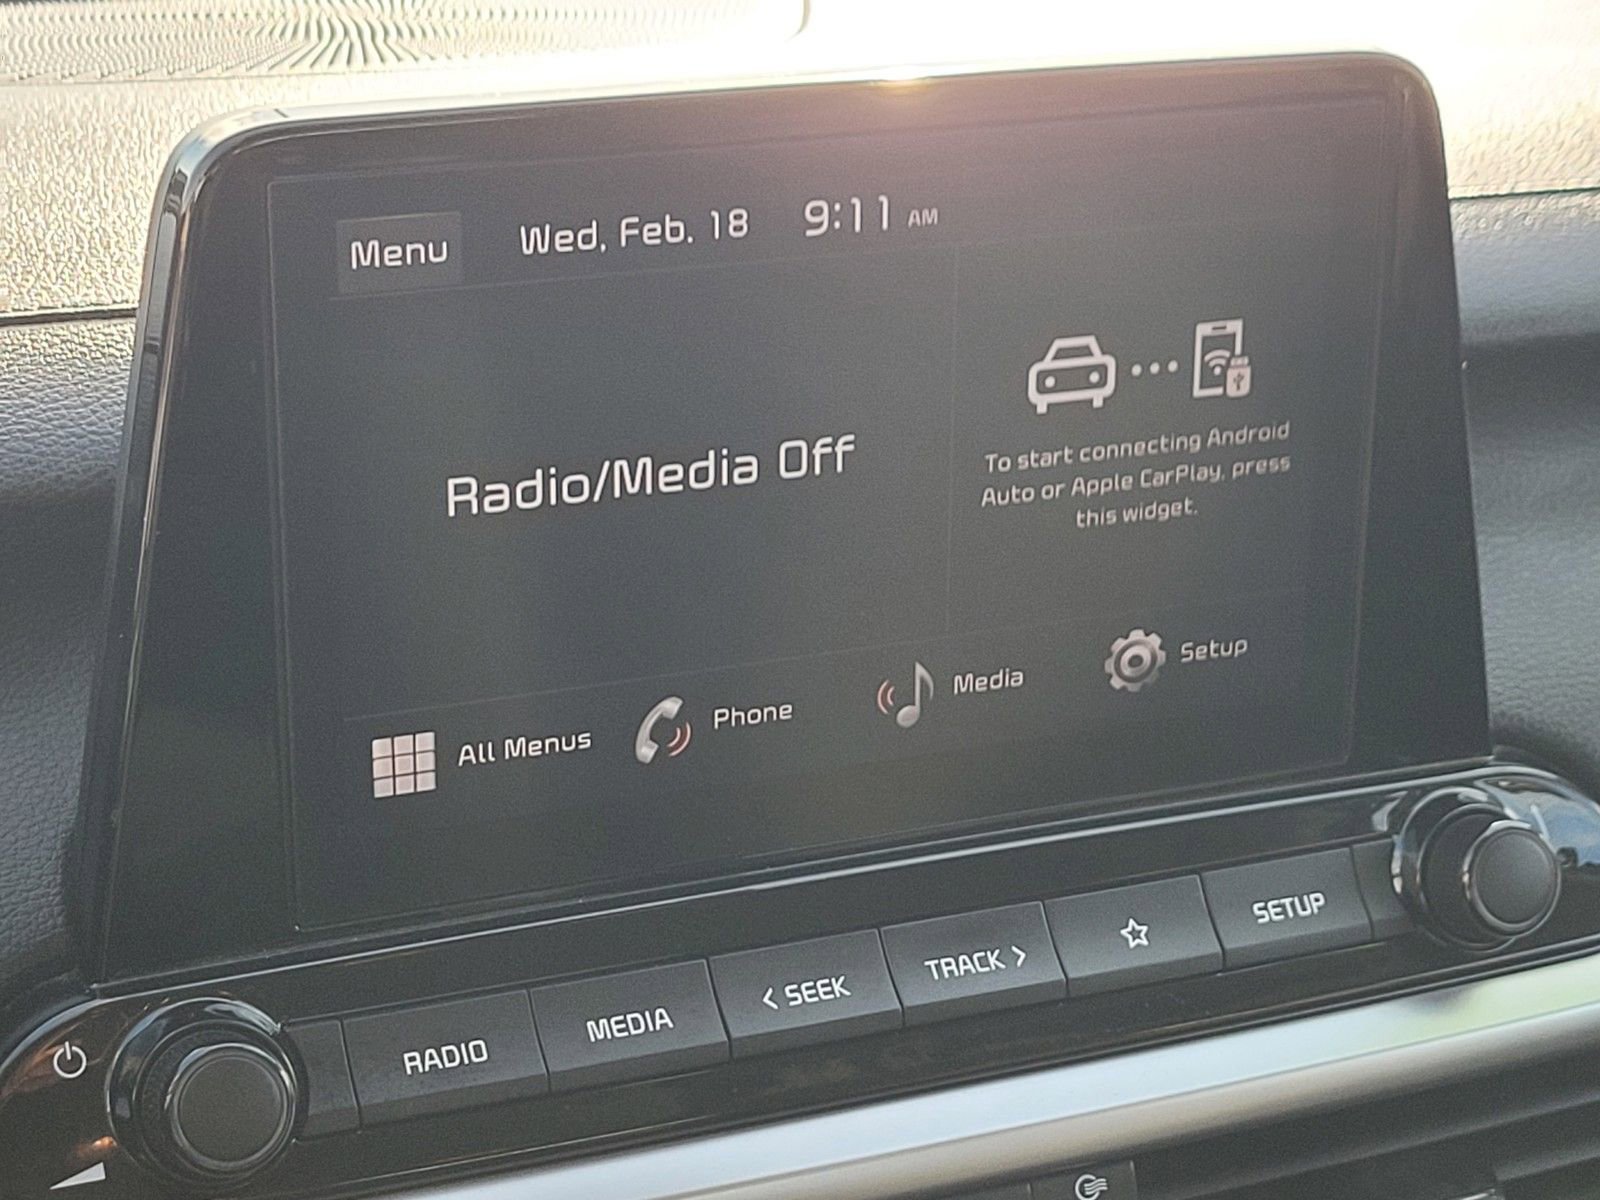 Menu Wed, Feb. 18 9:11 AM
Radio/Media Off
To start connecting Android
Auto or Apple CarPlay, press
this widget.
All Menus Phone Media Setup
RADIO MEDIA < SEEK TRACK > SETUP